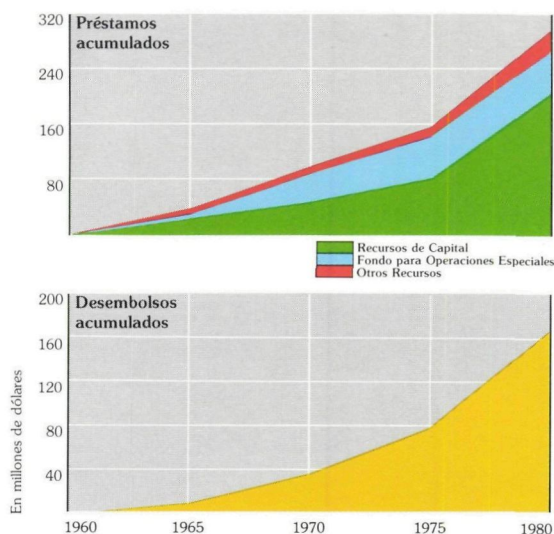 320
Préstamos
acumulados
240
160
80
Recursos de Capital
Fondo para Operaciones Especiales
Otros Recursos
200
Desembolsos
acumulados
160
120
80
40
En millones de dólares
1960
1965
1970
1975
1980